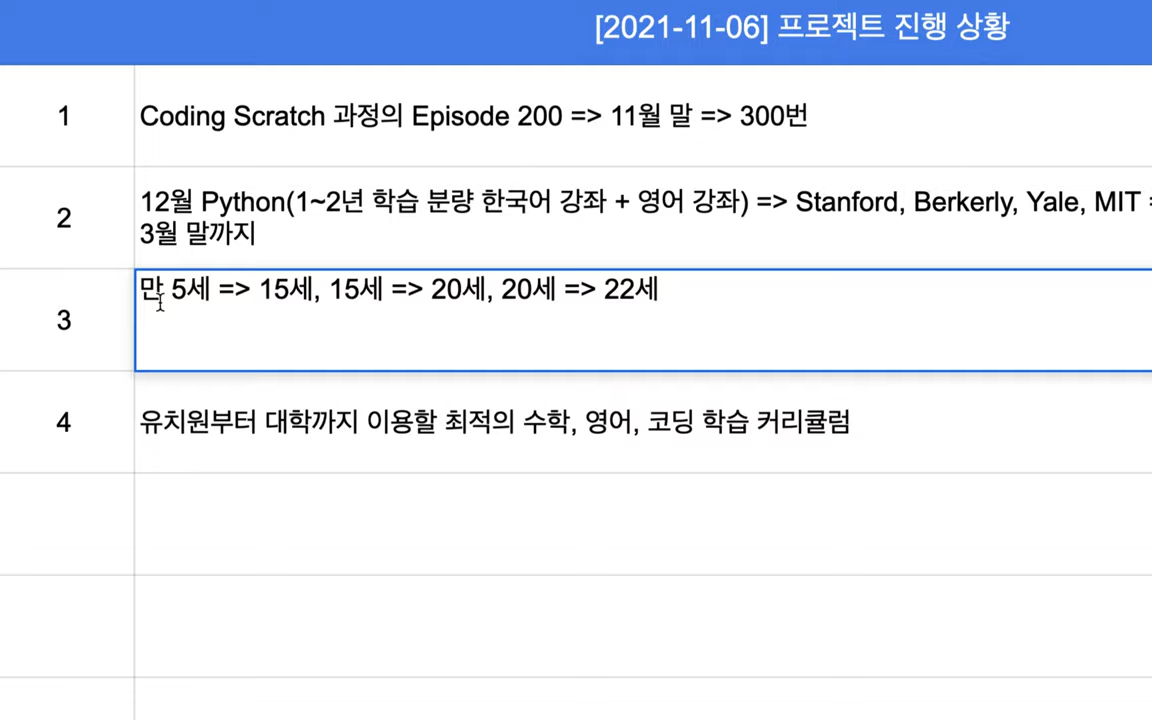 [2021-11-06] 프로젝트 진행 상황
1
Coding Scratch 과정의 Episode 200 => 11월 말 => 300번
2
12월 Python(1~2년 학습 분량 한국어 강좌 + 영어 강좌) => Stanford, Berkerly, Yale, MIT =
3월 말까지
3
만 5세 => 15세, 15세 => 20세, 20세 => 22세
4
유치원부터 대학까지 이용할 최적의 수학, 영어, 코딩 학습 커리큘럼